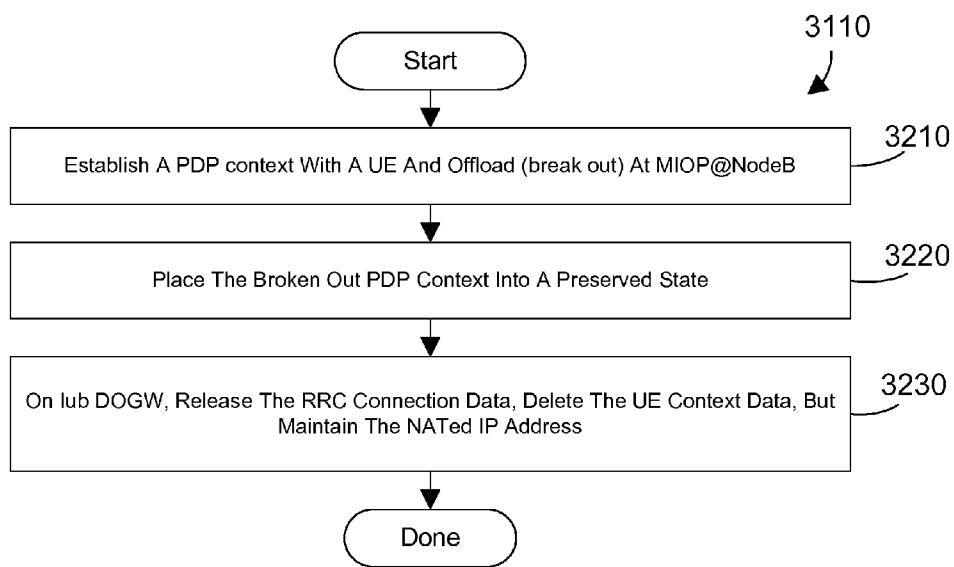 3110
Start
3210
Establish A PDP context With A UE And Offload (break out) At MIOP@NodeB
3220
Place The Broken Out PDP Context Into A Preserved State
3230
On Iub DOGW, Release The RRC Connection Data, Delete The UE Context Data, But
Maintain The NATed IP Address
Done